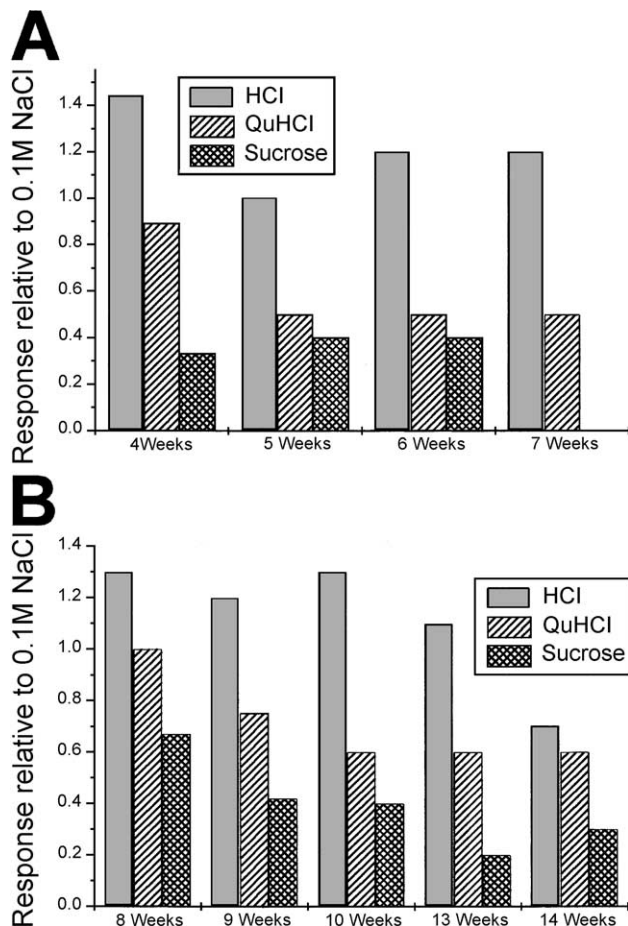 A
Response relative to 0.1M NaCl
1.4
1.2
1.0
0.8
0.6
0.4
0.2
0.0
HCl
QuHCl
Sucrose
4Weeks
5 Weeks
6 Weeks
7 Weeks
B
Response relative to 0.1M NaCl
1.4
1.2
1.0
0.8
0.6
0.4
0.2
0.0
HCl
QuHCl
Sucrose
8 Weeks
9 Weeks
10 Weeks
13 Weeks
14 Weeks